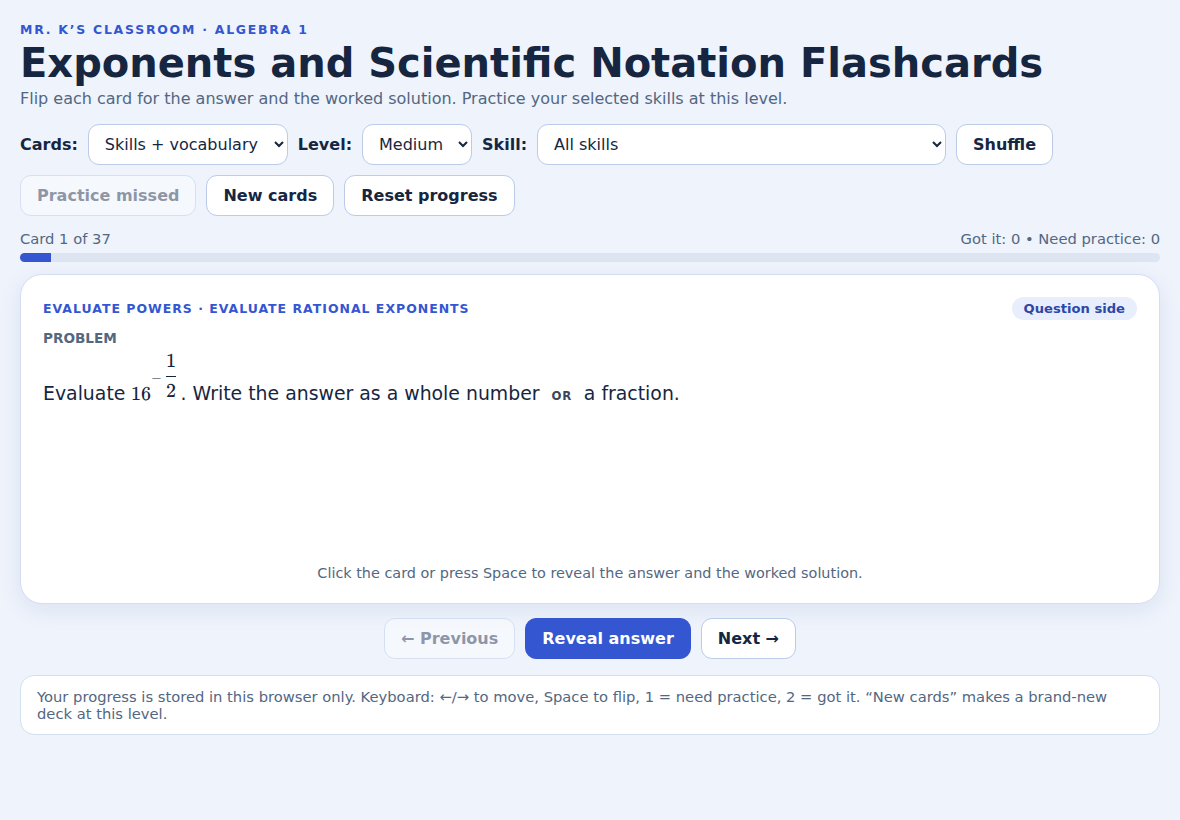 MR. K’S CLASSROOM · ALGEBRA 1
Exponents and Scientific Notation Flashcards
Flip each card for the answer and the worked solution. Practice your selected skills at this level.
Cards: Skills + vocabulary Level: Medium Skill: All skills Shuffle
Practice missed New cards Reset progress
Card 1 of 37 Got it: 0 • Need practice: 0
EVALUATE POWERS · EVALUATE RATIONAL EXPONENTS Question side
PROBLEM
Evaluate 16^(−1/2). Write the answer as a whole number OR a fraction.
Click the card or press Space to reveal the answer and the worked solution.
← Previous Reveal answer Next →
Your progress is stored in this browser only. Keyboard: ←/→ to move, Space to flip, 1 = need practice, 2 = got it. “New cards” makes a brand-new
deck at this level.